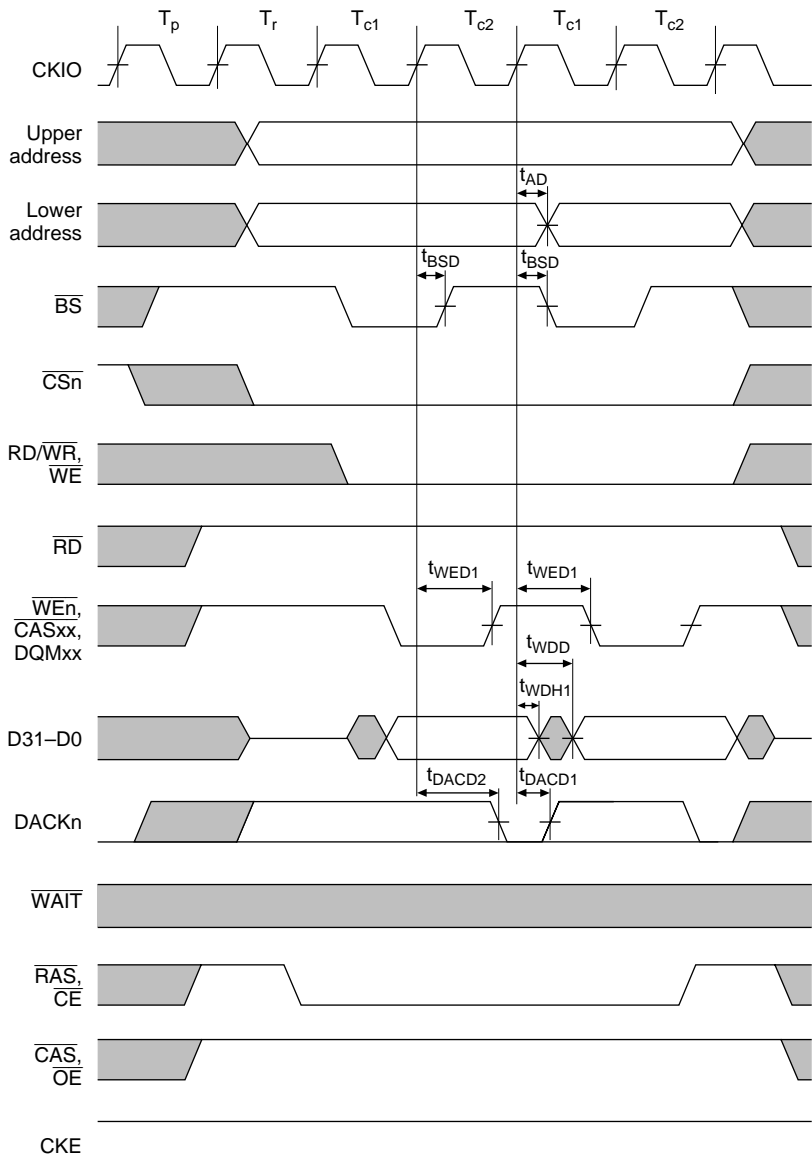 Tp Tr Tc1 Tc2 Tc1 Tc2
CKIO
Upper
address
tAD
Lower
address
tBSD tBSD
BS
CSn
RD/WR,
WE
RD
tWED1 tWED1
WEn,
CASxx,
DQMxx
tWDD
tWDH1
D31–D0
tDACD2 tDACD1
DACKn
WAIT
RAS,
CE
CAS,
OE
CKE